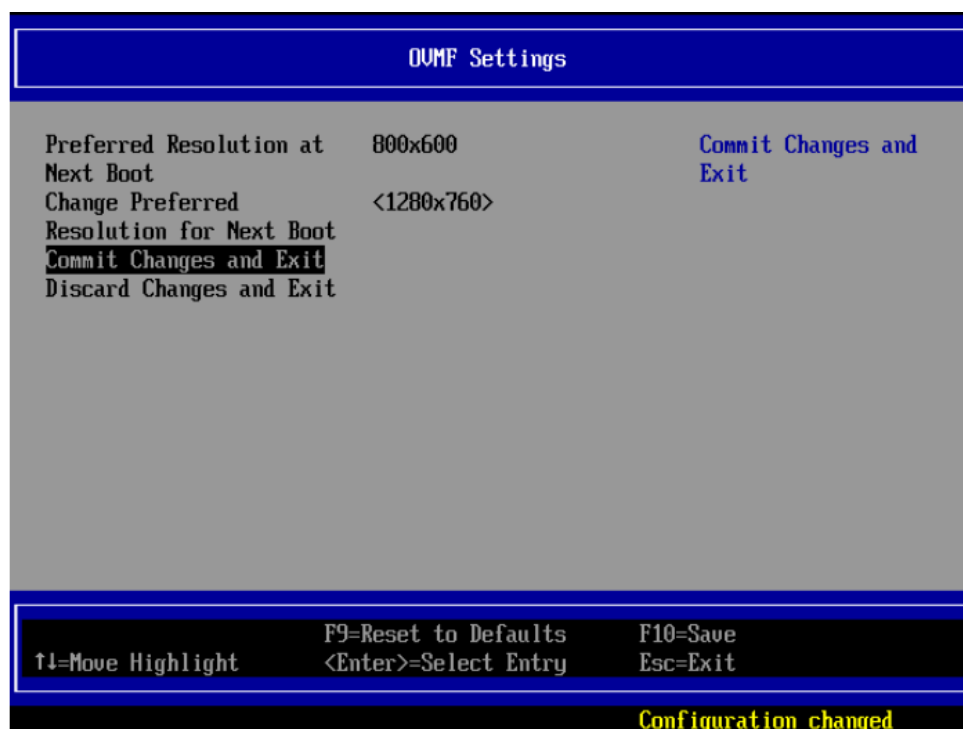 OVMF Settings
Preferred Resolution at 800x600 Commit Changes and
Next Boot Exit
Change Preferred <1280x760>
Resolution for Next Boot
Commit Changes and Exit
Discard Changes and Exit
F9=Reset to Defaults F10=Save
↑↓=Move Highlight <Enter>=Select Entry Esc=Exit
Configuration changed